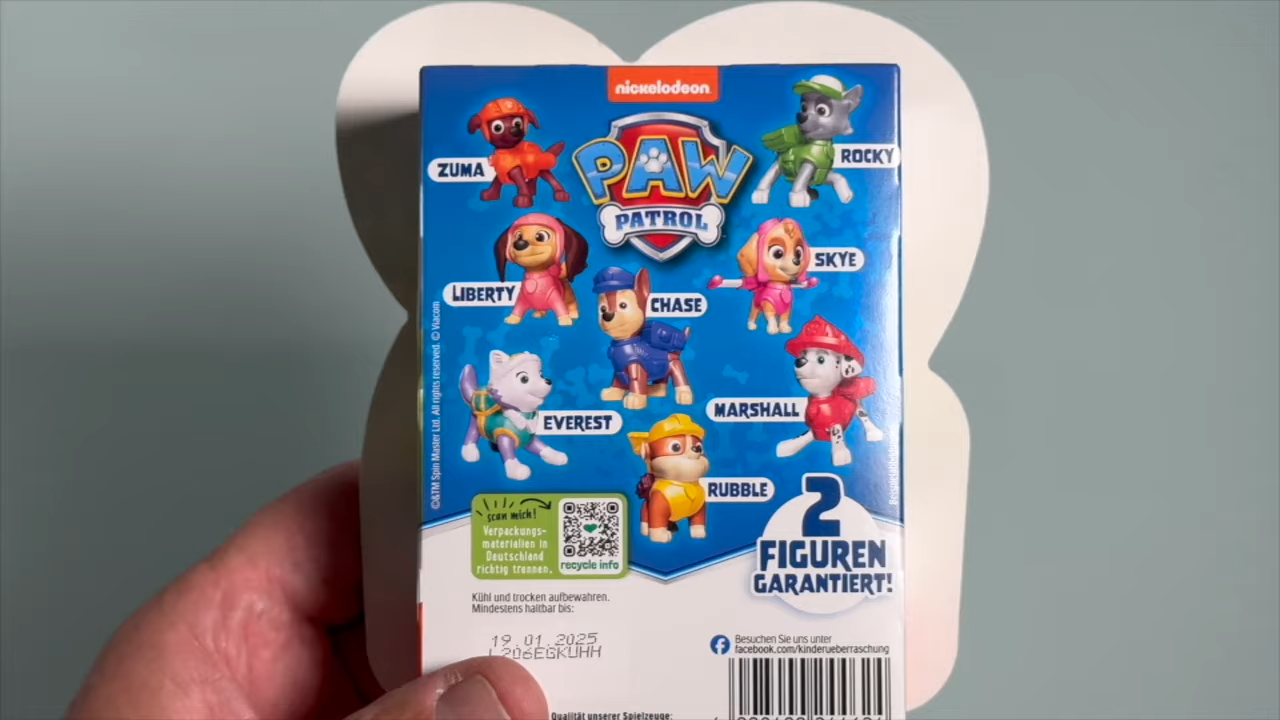 nickelodeon
PAW
PATROL
ZUMA
ROCKY
LIBERTY
SKYE
CHASE
EVEREST
MARSHALL
RUBBLE
©&TM Spin Master Ltd. All rights reserved. © Viacom
scan mich!
Verpackungs-
materialien in
Deutschland
richtig trennen.
recycle info
2
FIGUREN
GARANTIERT!
Kühl und trocken aufbewahren.
Mindestens haltbar bis:
19.01.2025
L206EGKUHH
Besuchen Sie uns unter
facebook.com/kinderueberraschung
Qualität unserer Spielzeuge: